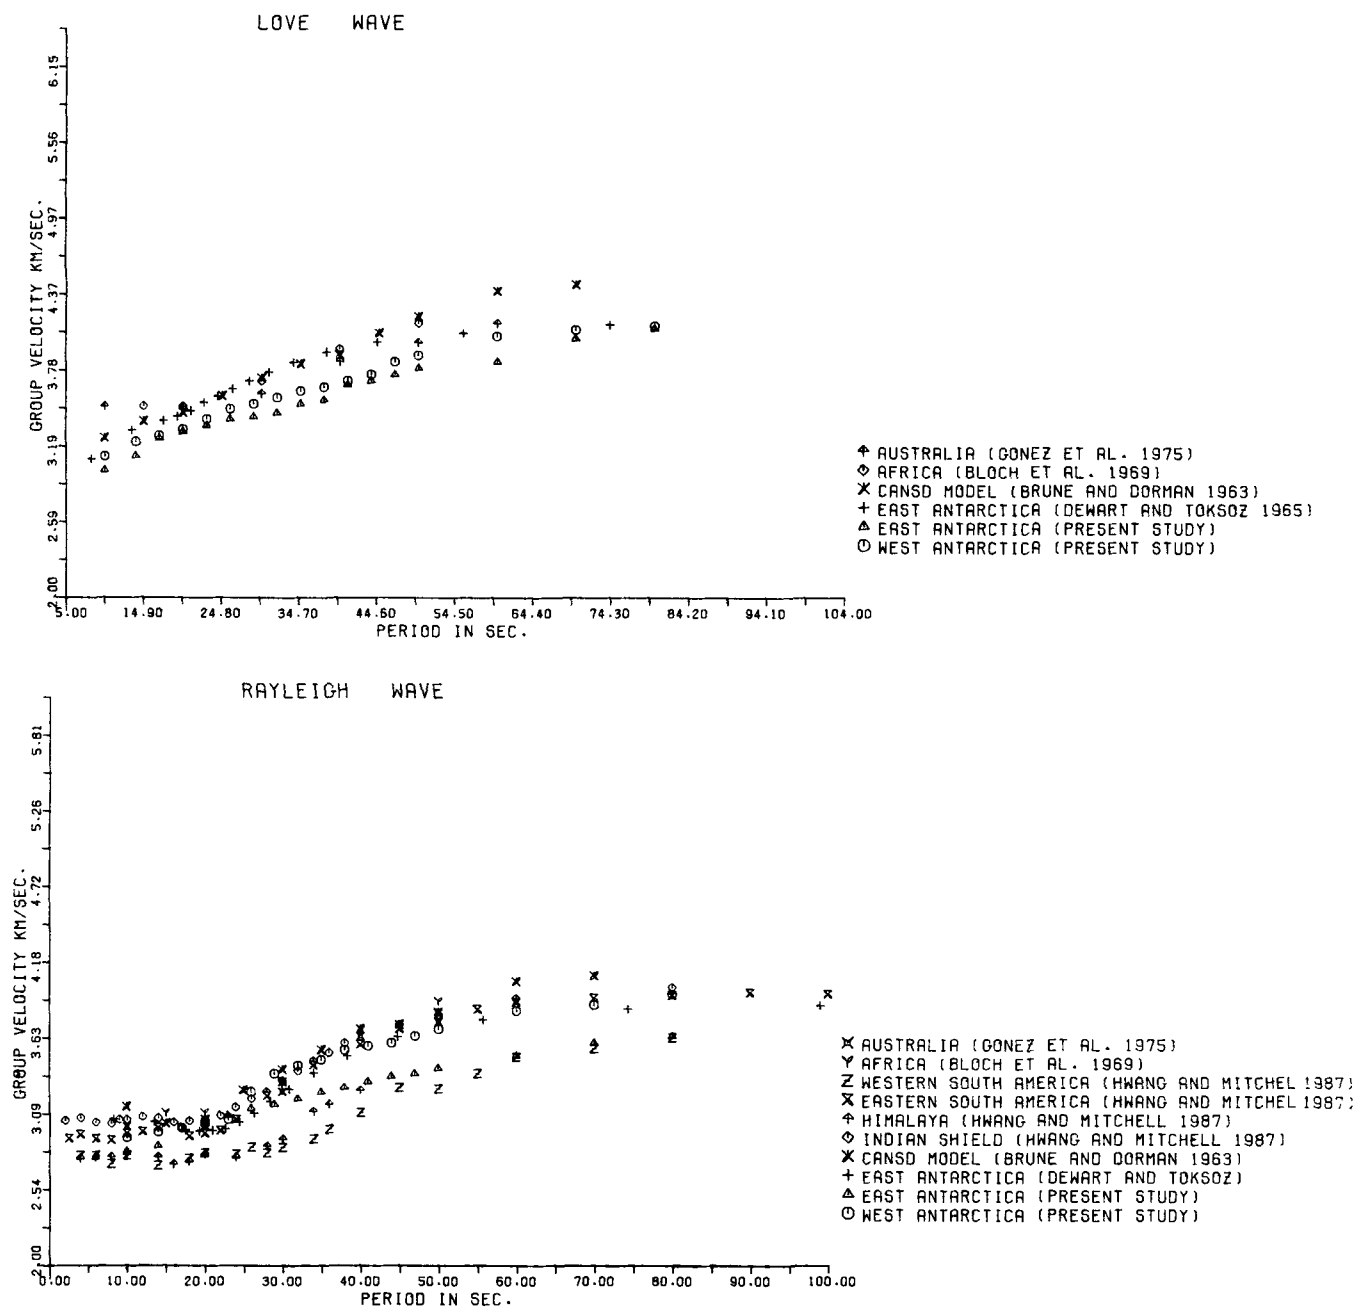 LOVE WAVE
GROUP VELOCITY KM/SEC.
6.15
5.56
4.97
4.37
3.78
3.19
2.59
2.00
5.00 14.90 24.80 34.70 44.60 54.50 64.40 74.30 84.20 94.10 104.00
PERIOD IN SEC.
AUSTRALIA (GONEZ ET AL. 1975)
AFRICA (BLOCH ET AL. 1969)
CANSD MODEL (BRUNE AND DORMAN 1963)
EAST ANTARCTICA (DEWART AND TOKSOZ 1965)
EAST ANTARCTICA (PRESENT STUDY)
WEST ANTARCTICA (PRESENT STUDY)
RAYLEIGH WAVE
GROUP VELOCITY KM/SEC.
5.81
5.26
4.72
4.18
3.63
3.09
2.54
2.00
0.00 10.00 20.00 30.00 40.00 50.00 60.00 70.00 80.00 90.00 100.00
PERIOD IN SEC.
AUSTRALIA (GONEZ ET AL. 1975)
AFRICA (BLOCH ET AL. 1969)
WESTERN SOUTH AMERICA (HWANG AND MITCHEL 1987)
EASTERN SOUTH AMERICA (HWANG AND MITCHEL 1987)
HIMALAYA (HWANG AND MITCHELL 1987)
INDIAN SHIELD (HWANG AND MITCHELL 1987)
CANSD MODEL (BRUNE AND DORMAN 1963)
EAST ANTARCTICA (DEWART AND TOKSOZ)
EAST ANTARCTICA (PRESENT STUDY)
WEST ANTARCTICA (PRESENT STUDY)